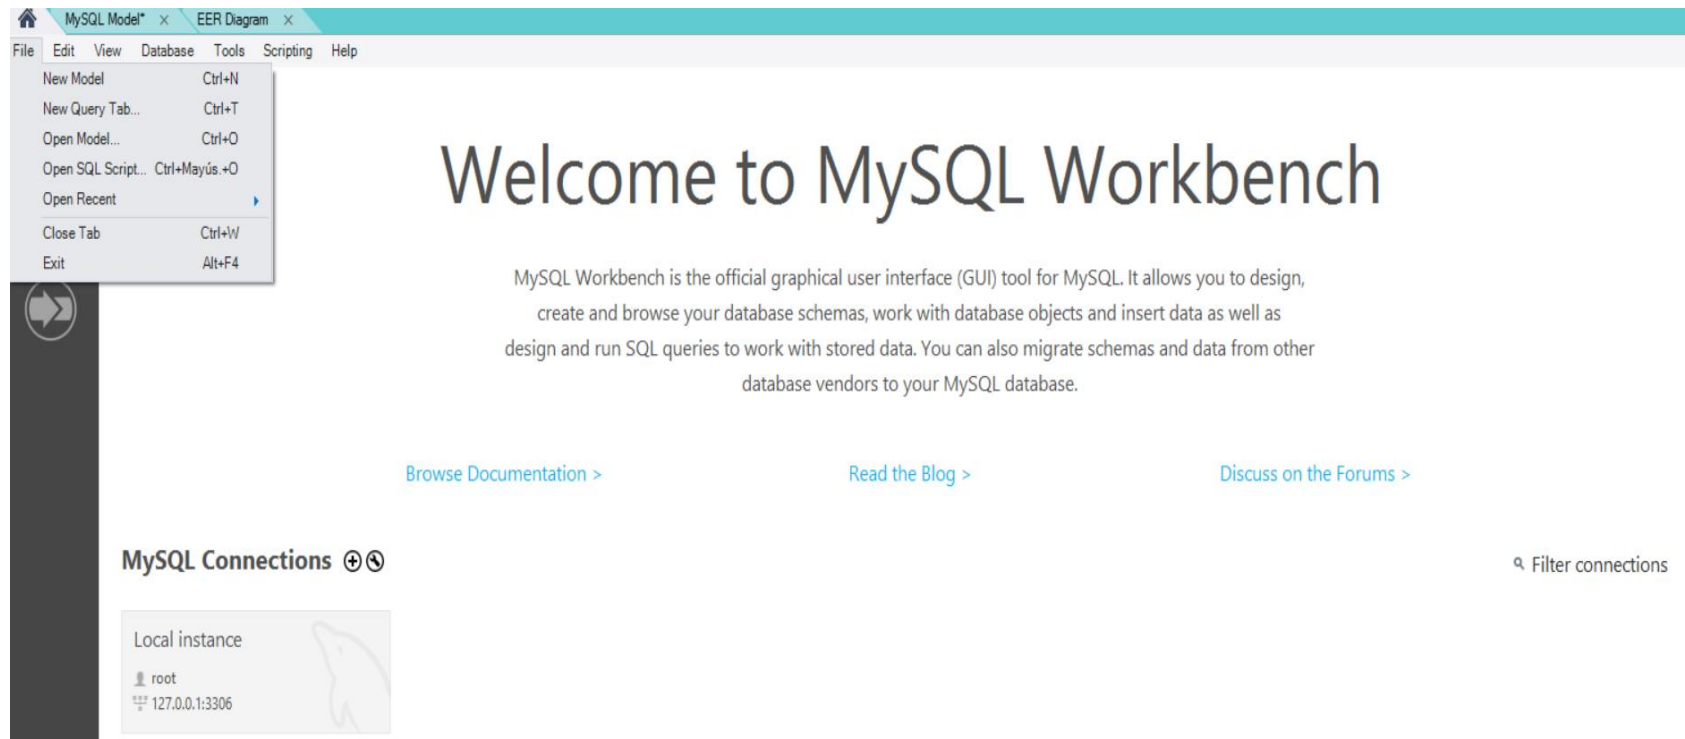 MySQL Model* × EER Diagram ×
File Edit View Database Tools Scripting Help
New Model Ctrl+N
New Query Tab... Ctrl+T
Open Model... Ctrl+O
Open SQL Script... Ctrl+Mayús.+O
Open Recent
Close Tab Ctrl+W
Exit Alt+F4
Welcome to MySQL Workbench
MySQL Workbench is the official graphical user interface (GUI) tool for MySQL. It allows you to design,
create and browse your database schemas, work with database objects and insert data as well as
design and run SQL queries to work with stored data. You can also migrate schemas and data from other
database vendors to your MySQL database.
Browse Documentation > Read the Blog > Discuss on the Forums >
MySQL Connections Filter connections
Local instance
root
127.0.0.1:3306